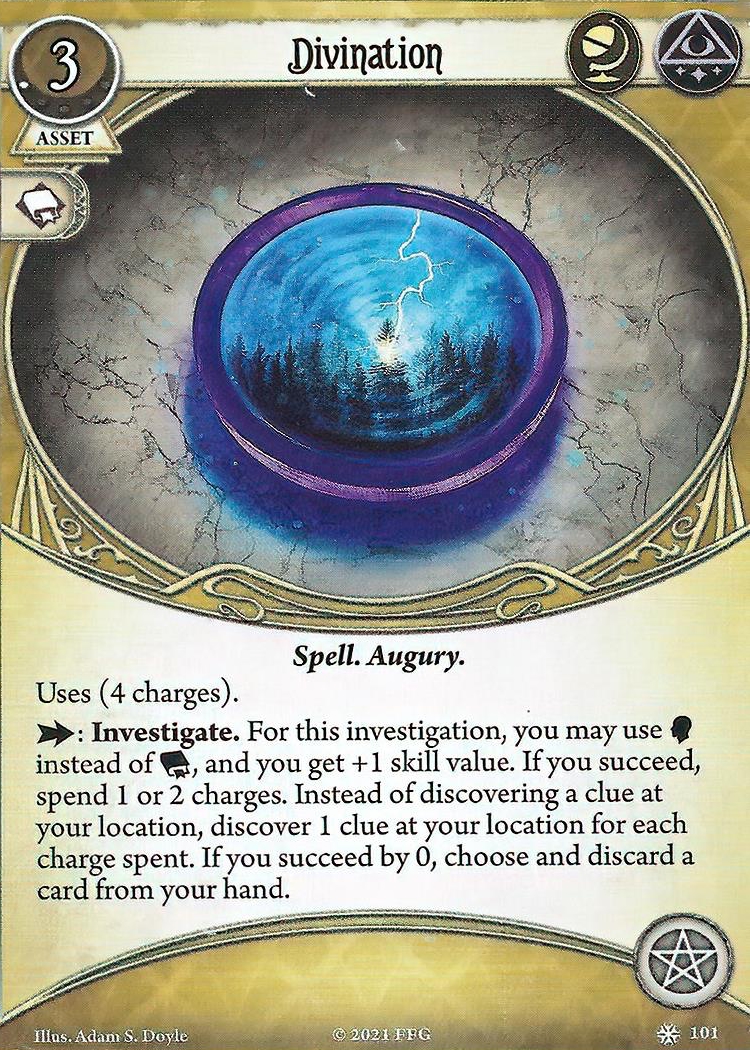 3
Divination
ASSET
Spell. Augury.
Uses (4 charges).
: Investigate. For this investigation, you may use
instead of , and you get +1 skill value. If you succeed,
spend 1 or 2 charges. Instead of discovering a clue at
your location, discover 1 clue at your location for each
charge spent. If you succeed by 0, choose and discard a
card from your hand.
Illus. Adam S. Doyle
© 2021 FFG
101